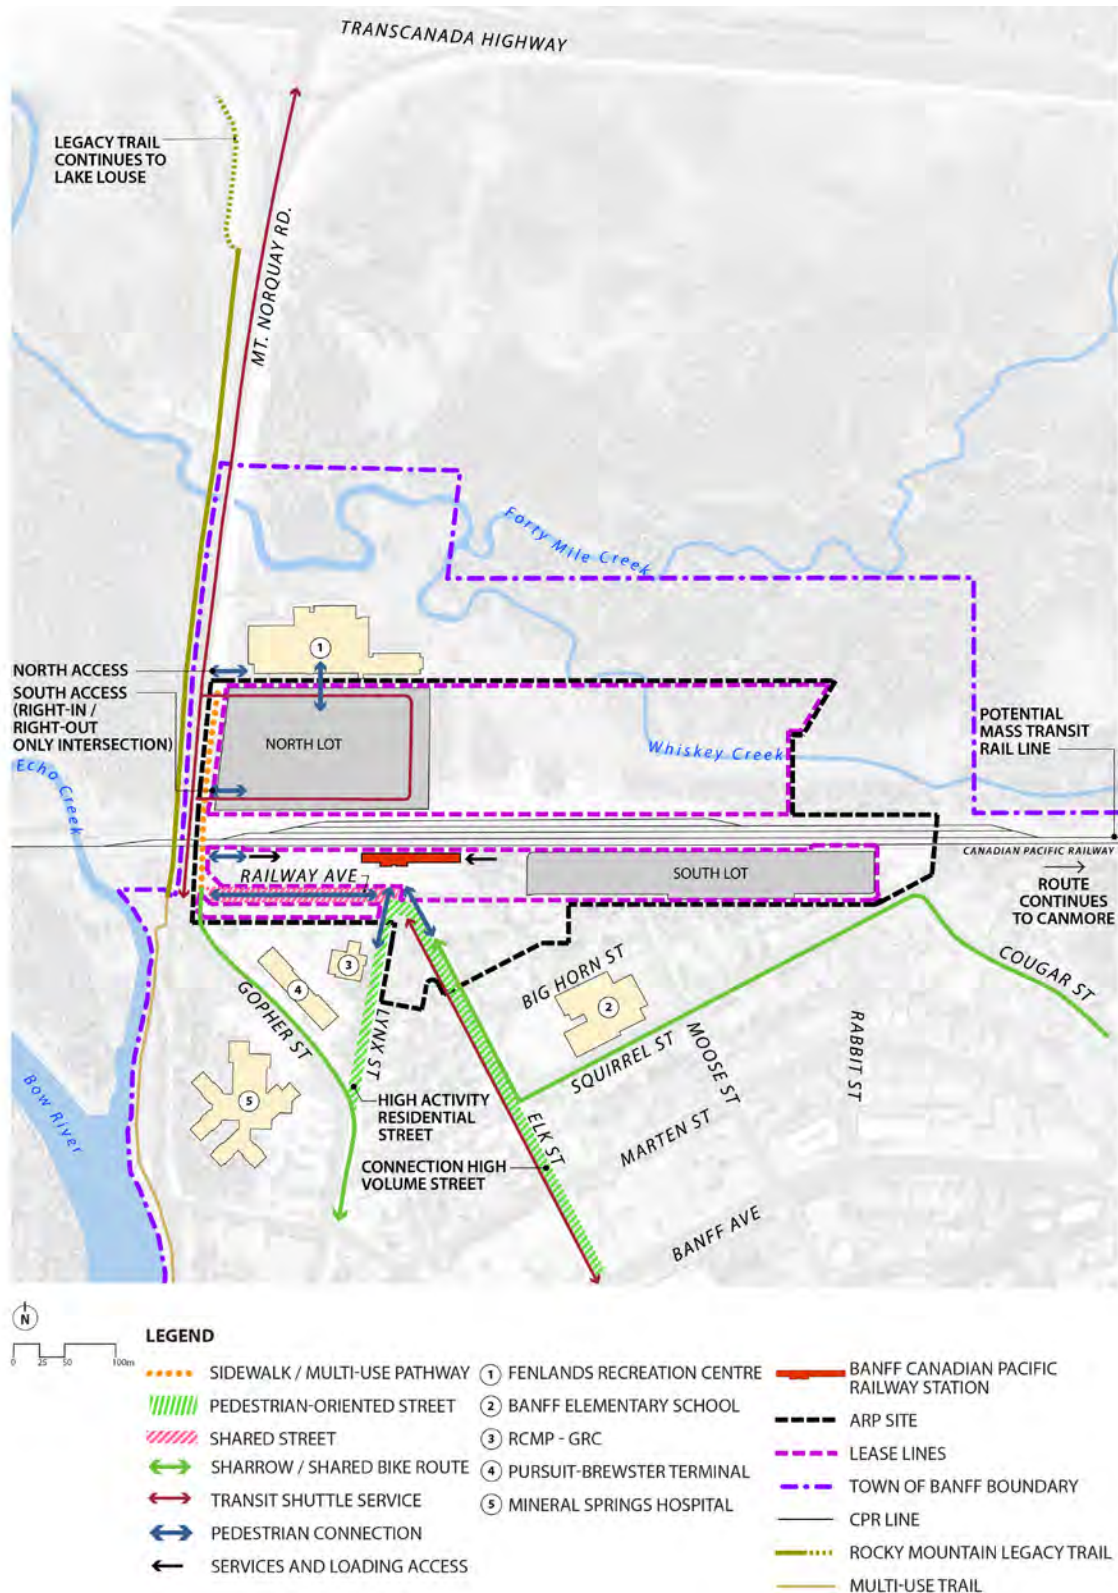 TRANSCANADA HIGHWAY
LEGACY TRAIL
CONTINUES TO
LAKE LOUSE
MT. NORQUAY RD.
Forty Mile Creek
1
NORTH ACCESS
SOUTH ACCESS
(RIGHT-IN /
RIGHT-OUT
ONLY INTERSECTION)
NORTH LOT
POTENTIAL
MASS TRANSIT
RAIL LINE
Whiskey Creek
Echo Creek
CANADIAN PACIFIC RAILWAY
RAILWAY AVE
SOUTH LOT
ROUTE
CONTINUES
TO CANMORE
BIG HORN ST
COUGAR ST
3
4
2
GOPHER ST
LYNX ST
SQUIRREL ST
MOOSE ST
RABBIT ST
Bow River
5
HIGH ACTIVITY
RESIDENTIAL
STREET
ELK ST
MARTEN ST
CONNECTION HIGH
VOLUME STREET
BANFF AVE
N
0 25 50 100m
LEGEND
SIDEWALK / MULTI-USE PATHWAY
PEDESTRIAN-ORIENTED STREET
SHARED STREET
SHARROW / SHARED BIKE ROUTE
TRANSIT SHUTTLE SERVICE
PEDESTRIAN CONNECTION
SERVICES AND LOADING ACCESS
1 FENLANDS RECREATION CENTRE
2 BANFF ELEMENTARY SCHOOL
3 RCMP - GRC
4 PURSUIT-BREWSTER TERMINAL
5 MINERAL SPRINGS HOSPITAL
BANFF CANADIAN PACIFIC
RAILWAY STATION
ARP SITE
LEASE LINES
TOWN OF BANFF BOUNDARY
CPR LINE
ROCKY MOUNTAIN LEGACY TRAIL
MULTI-USE TRAIL